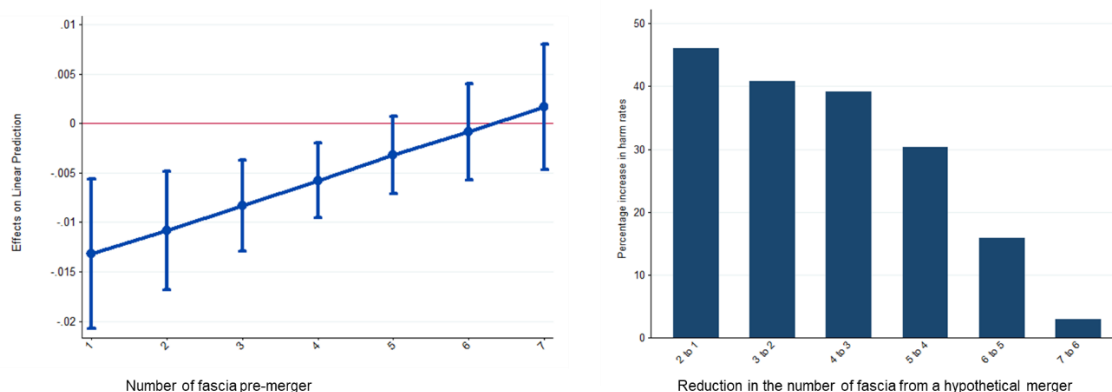 .01
.005
0
-.005
-.01
-.015
-.02
Effects on Linear Prediction
1 2 3 4 5 6 7
Number of fascia pre-merger
50
40
30
20
10
0
Percentage increase in harm rates
2 to 1 3 to 2 4 to 3 5 to 4 6 to 5 7 to 6
Reduction in the number of fascia from a hypothetical merger